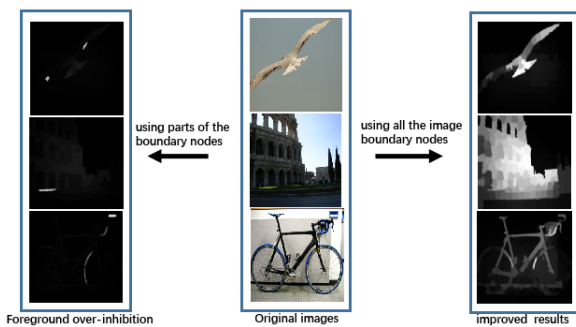 using parts of the
boundary nodes
using all the image
boundary nodes
Foreground over-inhibition
Original images
improved results